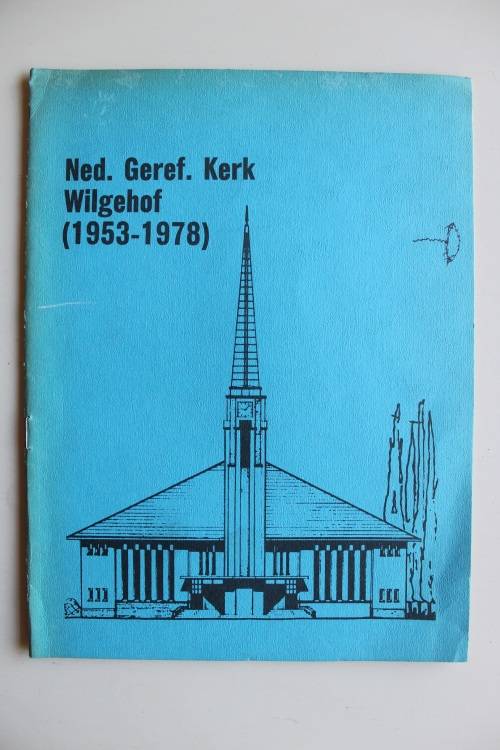 Ned. Geref. Kerk
Wilgehof
(1953-1978)